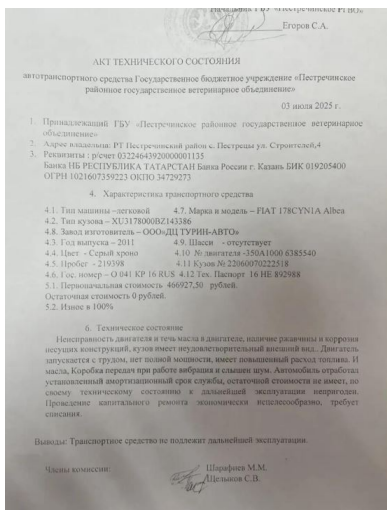 Начальник ГБУ «Пестречинское РГВО»
Егоров С.А.
АКТ ТЕХНИЧЕСКОГО СОСТОЯНИЯ
автотранспортного средства Государственное бюджетное учреждение «Пестречинское
районное государственное ветеринарное объединение»
03 июля 2025 г.
1. Принадлежащий ГБУ «Пестречинское районное государственное ветеринарное
объединение»
2. Адрес владельца: РТ Пестречинский район с. Пестрецы ул. Строителей,4
3. Реквизиты : р/счет 03224643920000001135
Банка НБ РЕСПУБЛИКА ТАТАРСТАН Банка России г. Казань БИК 019205400
ОГРН 1021607359223 ОКПО 34729273
4. Характеристика транспортного средства
4.1. Тип машины –легковой 4.7. Марка и модель – FIAT 178CYN1A Albea
4.2. Тип кузова – XU3178000BZ143386
4.8. Завод изготовитель – ООО»ДЦ ТУРИН-АВТО»
4.3. Год выпуска – 2011 4.9. Шасси - отсутствует
4.4. Цвет - Серый хроно 4.10 № двигателя -350A1000 6385540
4.5. Пробег - 219398 4.11 Кузов № 22060970222518
4.6. Гос. номер – О 041 КР 16 RUS 4.12 Тех. Паспорт 16 НЕ 892988
5.1. Первоначальная стоимость 466927,50 рублей.
Остаточная стоимость 0 рублей.
5.2. Износ в 100%
6. Техническое состояние
Неисправность двигателя и течь масла в двигателе, наличие ржавчины и коррозия
несущих конструкций, кузов имеет неудовлетворительный внешний вид.. Двигатель
запускается с трудом, нет полной мощности, имеет повышенный расход топлива. И
масла, Коробка передач при работе вибрация и слышен шум. Автомобиль отработал
установленный амортизационный срок службы, остаточной стоимости не имеет, по
своему техническому состоянию к дальнейшей эксплуатации непригоден.
Проведение капитального ремонта экономически нецелесообразно, требует
списания.
Выводы: Транспортное средство не подлежит дальнейшей эксплуатации.
Члены комиссии:
Шарафеев М.М.
Щелыков С.В.